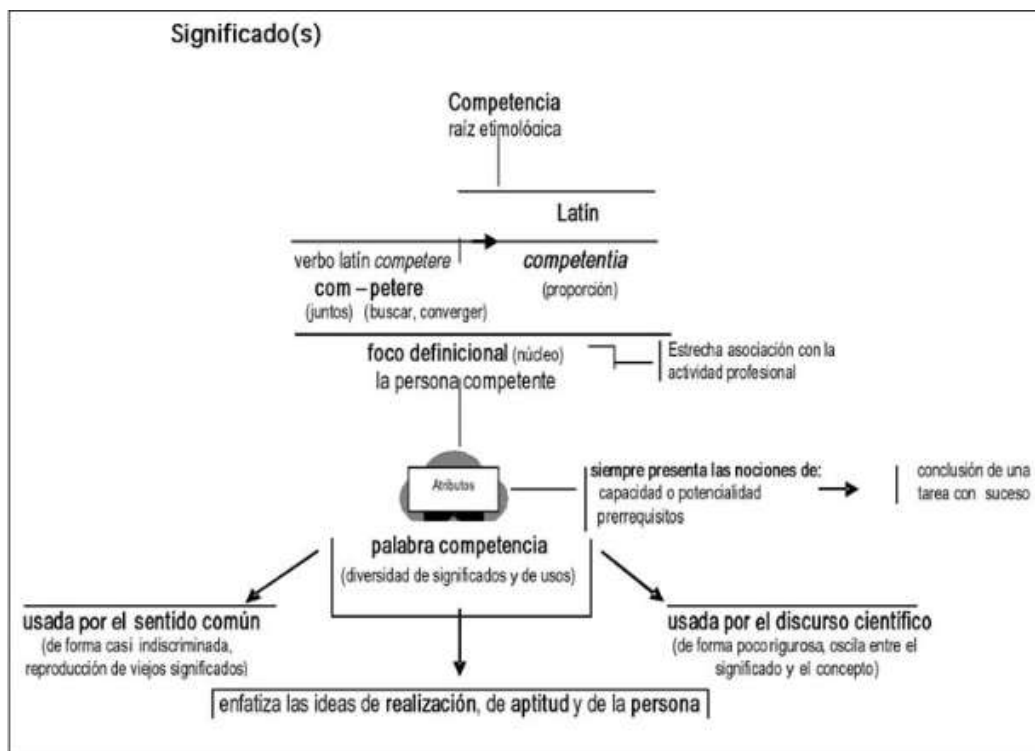 Significado(s)
Competencia
raíz etimológica
Latín
verbo latín competere
com – petere
(juntos) (buscar, converger)
competentia
(proporción)
foco definicional (núcleo)
la persona competente
Estrecha asociación con la
actividad profesional
Atributos
siempre presenta las nociones de:
capacidad o potencialidad
prerrequisitos
conclusión de una
tarea con suceso
palabra competencia
(diversidad de significados y de usos)
usada por el sentido común
(de forma casi indiscriminada,
reproducción de viejos significados)
usada por el discurso científico
(de forma poco rigurosa, oscila entre el
significado y el concepto)
enfatiza las ideas de realización, de aptitud y de la persona